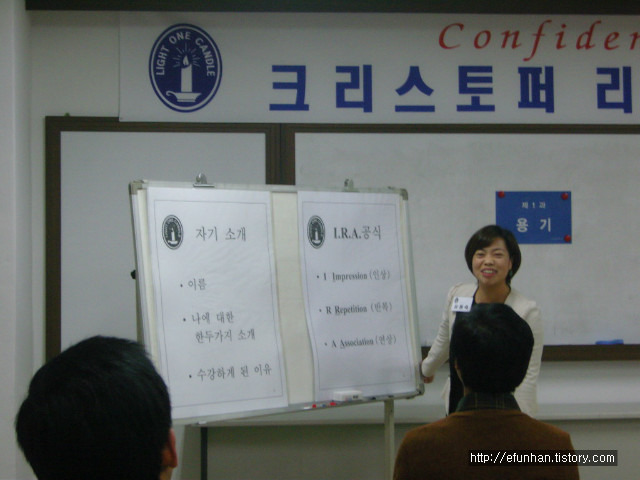 LIGHT ONE CANDLE
Confiden
크리스토퍼 리
제 1 과
용 기
자기 소개
• 이름
• 나에 대한
한두가지 소개
• 수강하게 된 이유
I.R.A.공식
• I Impression (인상)
• R Repetition (반복)
• A Association (연상)
http://efunhan.tistory.com